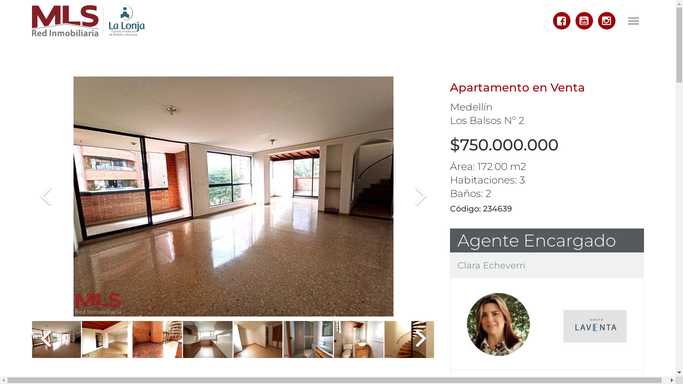 MLS
Red Inmobiliaria
La Lonja
Apartamento en Venta
Medellín
Los Balsos N° 2
$750.000.000
Área: 172.00 m2
Habitaciones: 3
Baños: 2
Código: 234639
MLS
Red Inmobiliaria
Agente Encargado
Clara Echeverri
LAVENTA